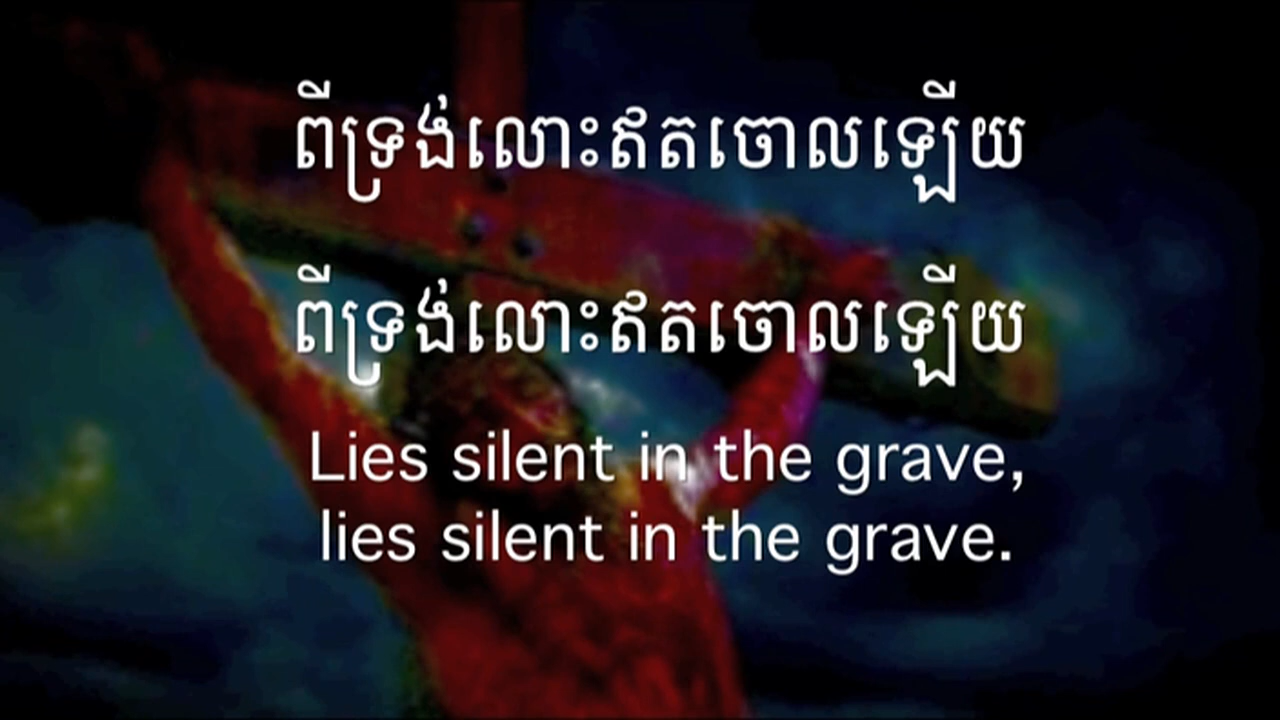 ពីទ្រង់លោះឥតចោលឡើយ
ពីទ្រង់លោះឥតចោលឡើយ
Lies silent in the grave,
lies silent in the grave.